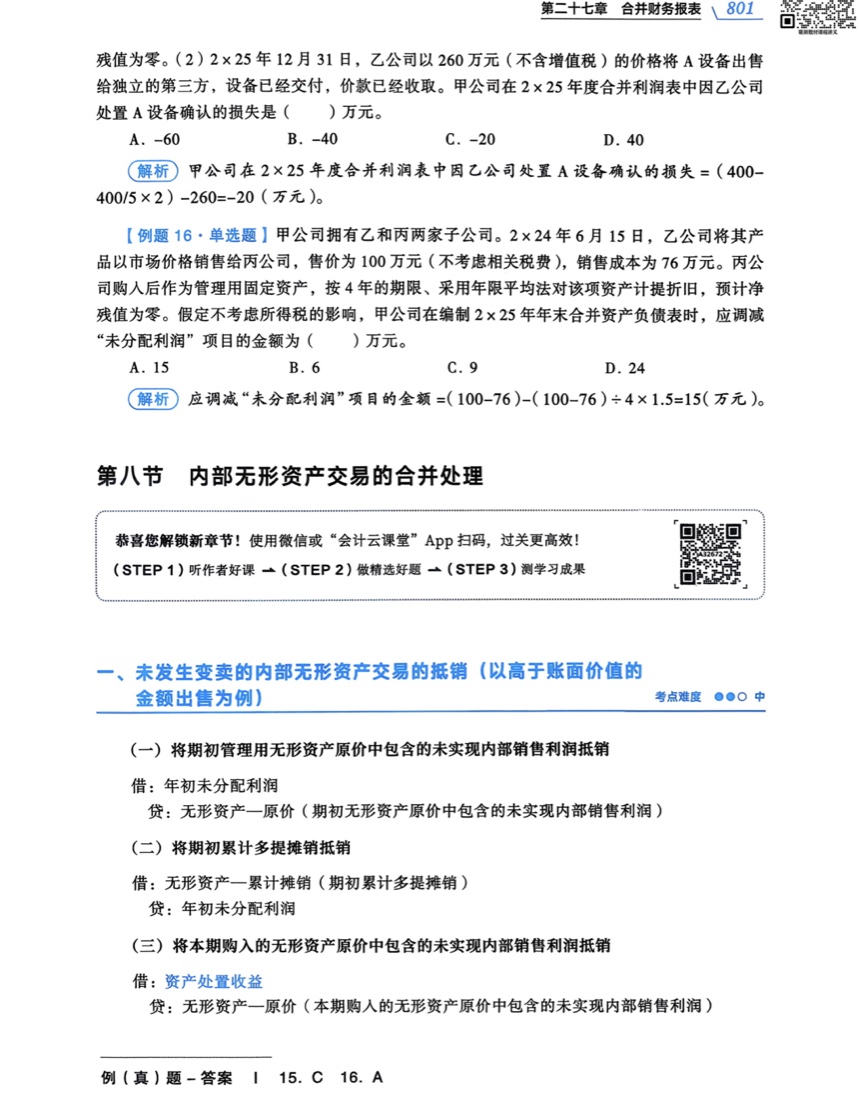 第二十七章 合并财务报表 801
最新教材课程讲义
残值为零。（2）2×25年12月31日，乙公司以260万元（不含增值税）的价格将A设备出售
给独立的第三方，设备已经交付，价款已经收取。甲公司在2×25年度合并利润表中因乙公司
处置A设备确认的损失是（ ）万元。
A．-60 B．-40 C．-20 D．40
解析 甲公司在2×25年度合并利润表中因乙公司处置A设备确认的损失=（400-
400/5×2）-260=-20（万元）。
【例题16·单选题】甲公司拥有乙和丙两家子公司。2×24年6月15日，乙公司将其产
品以市场价格销售给丙公司，售价为100万元（不考虑相关税费），销售成本为76万元。丙公
司购入后作为管理用固定资产，按4年的期限、采用年限平均法对该项资产计提折旧，预计净
残值为零。假定不考虑所得税的影响，甲公司在编制2×25年年末合并资产负债表时，应调减
“未分配利润”项目的金额为（ ）万元。
A．15 B．6 C．9 D．24
解析 应调减“未分配利润”项目的金额=（100-76）-（100-76）÷4×1.5=15（万元）。
第八节 内部无形资产交易的合并处理
恭喜您解锁新章节！使用微信或“会计云课堂”App扫码，过关更高效！
（STEP 1）听作者好课→（STEP 2）做精选好题→（STEP 3）测学习成果
A32672
一、未发生变卖的内部无形资产交易的抵销（以高于账面价值的
金额出售为例）
考点难度 ●●○ 中
（一）将期初管理用无形资产原价中包含的未实现内部销售利润抵销
借：年初未分配利润
贷：无形资产—原价（期初无形资产原价中包含的未实现内部销售利润）
（二）将期初累计多提摊销抵销
借：无形资产—累计摊销（期初累计多提摊销）
贷：年初未分配利润
（三）将本期购入的无形资产原价中包含的未实现内部销售利润抵销
借：资产处置收益
贷：无形资产—原价（本期购入的无形资产原价中包含的未实现内部销售利润）
例（真）题-答案 | 15．C 16．A